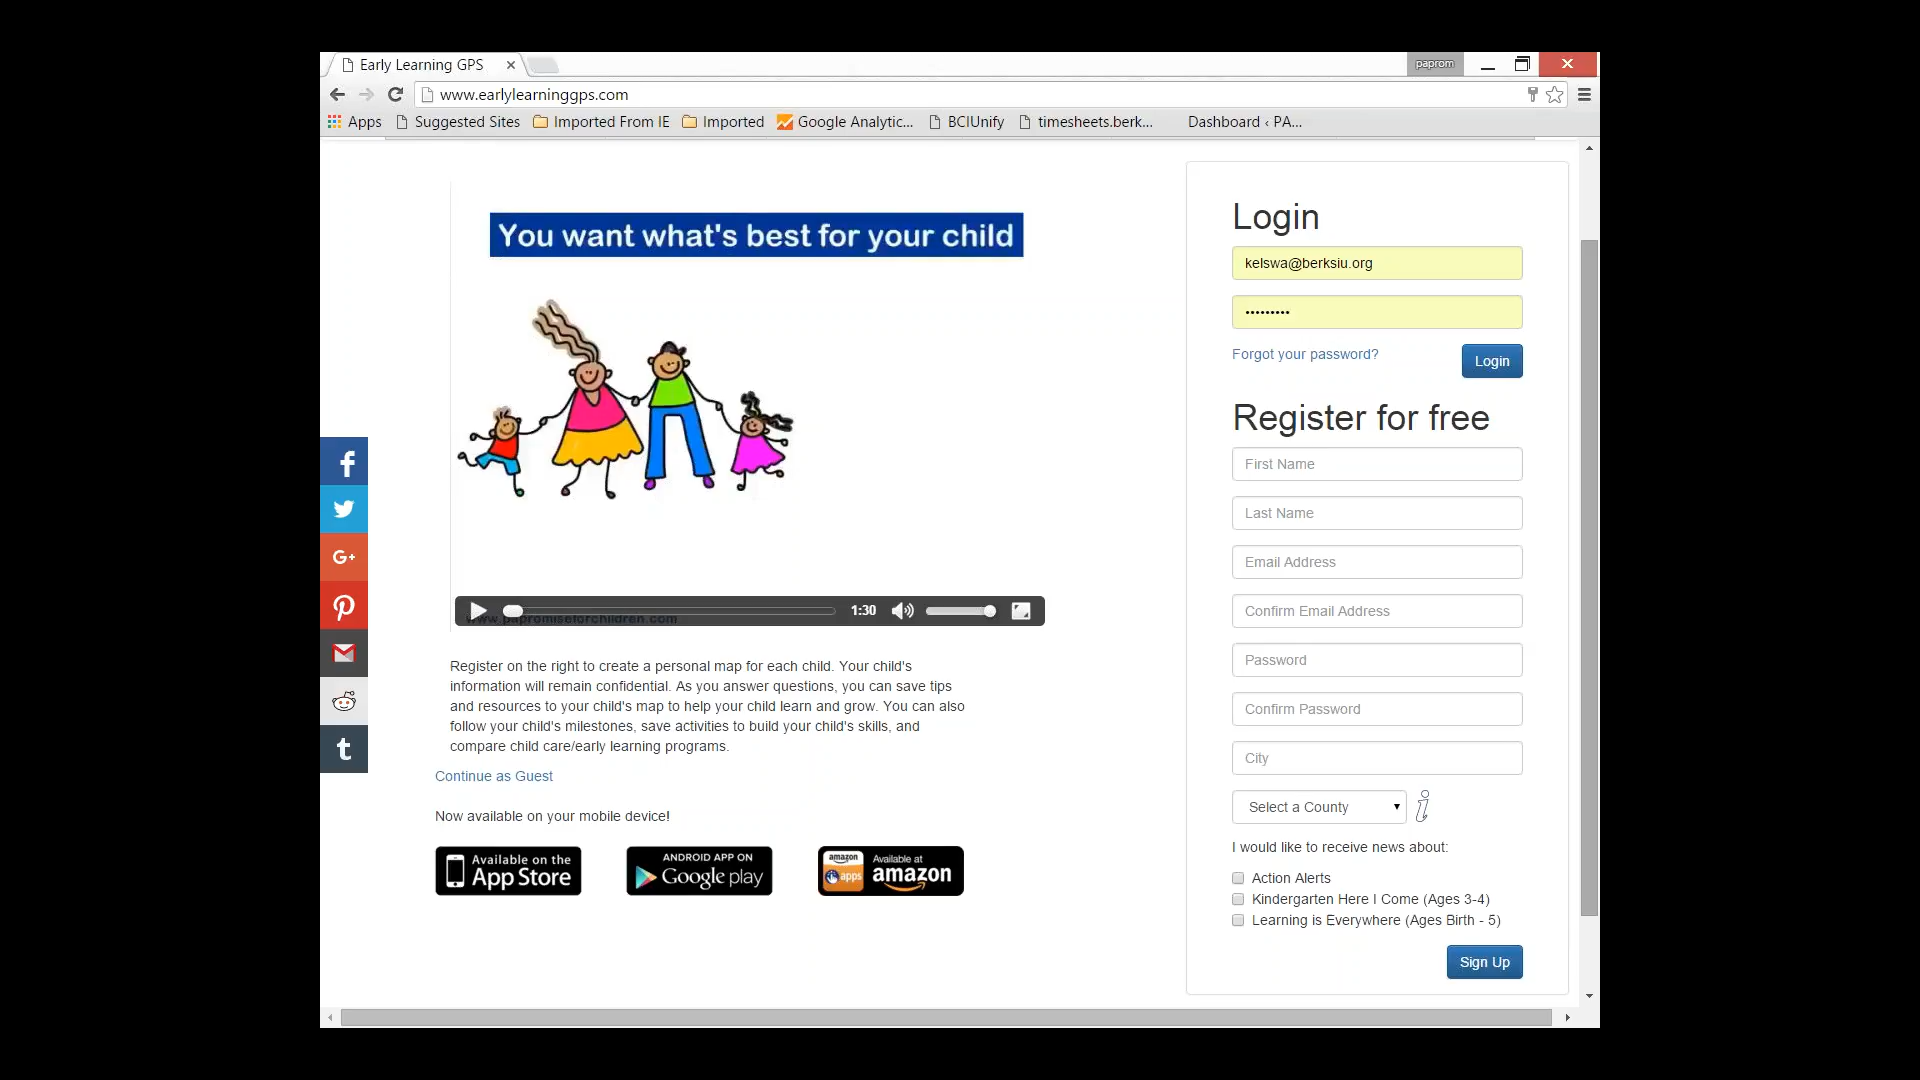 Early Learning GPS
paprom
www.earlylearninggps.com
Apps Suggested Sites Imported From IE Imported Google Analytic... BCIUnify timesheets.berk... Dashboard ‹ PA...
You want what's best for your child
1:30
www.papromiseforchildren.com
Register on the right to create a personal map for each child. Your child's
information will remain confidential. As you answer questions, you can save tips
and resources to your child's map to help your child learn and grow. You can also
follow your child's milestones, save activities to build your child's skills, and
compare child care/early learning programs.
Continue as Guest
Now available on your mobile device!
Available on the
App Store
ANDROID APP ON
Google play
amazon
apps
Available at
amazon
Login
kelswa@berksiu.org
•••••••••
Forgot your password?
Login
Register for free
First Name
Last Name
Email Address
Confirm Email Address
Password
Confirm Password
City
Select a County
I would like to receive news about:
Action Alerts
Kindergarten Here I Come (Ages 3-4)
Learning is Everywhere (Ages Birth - 5)
Sign Up